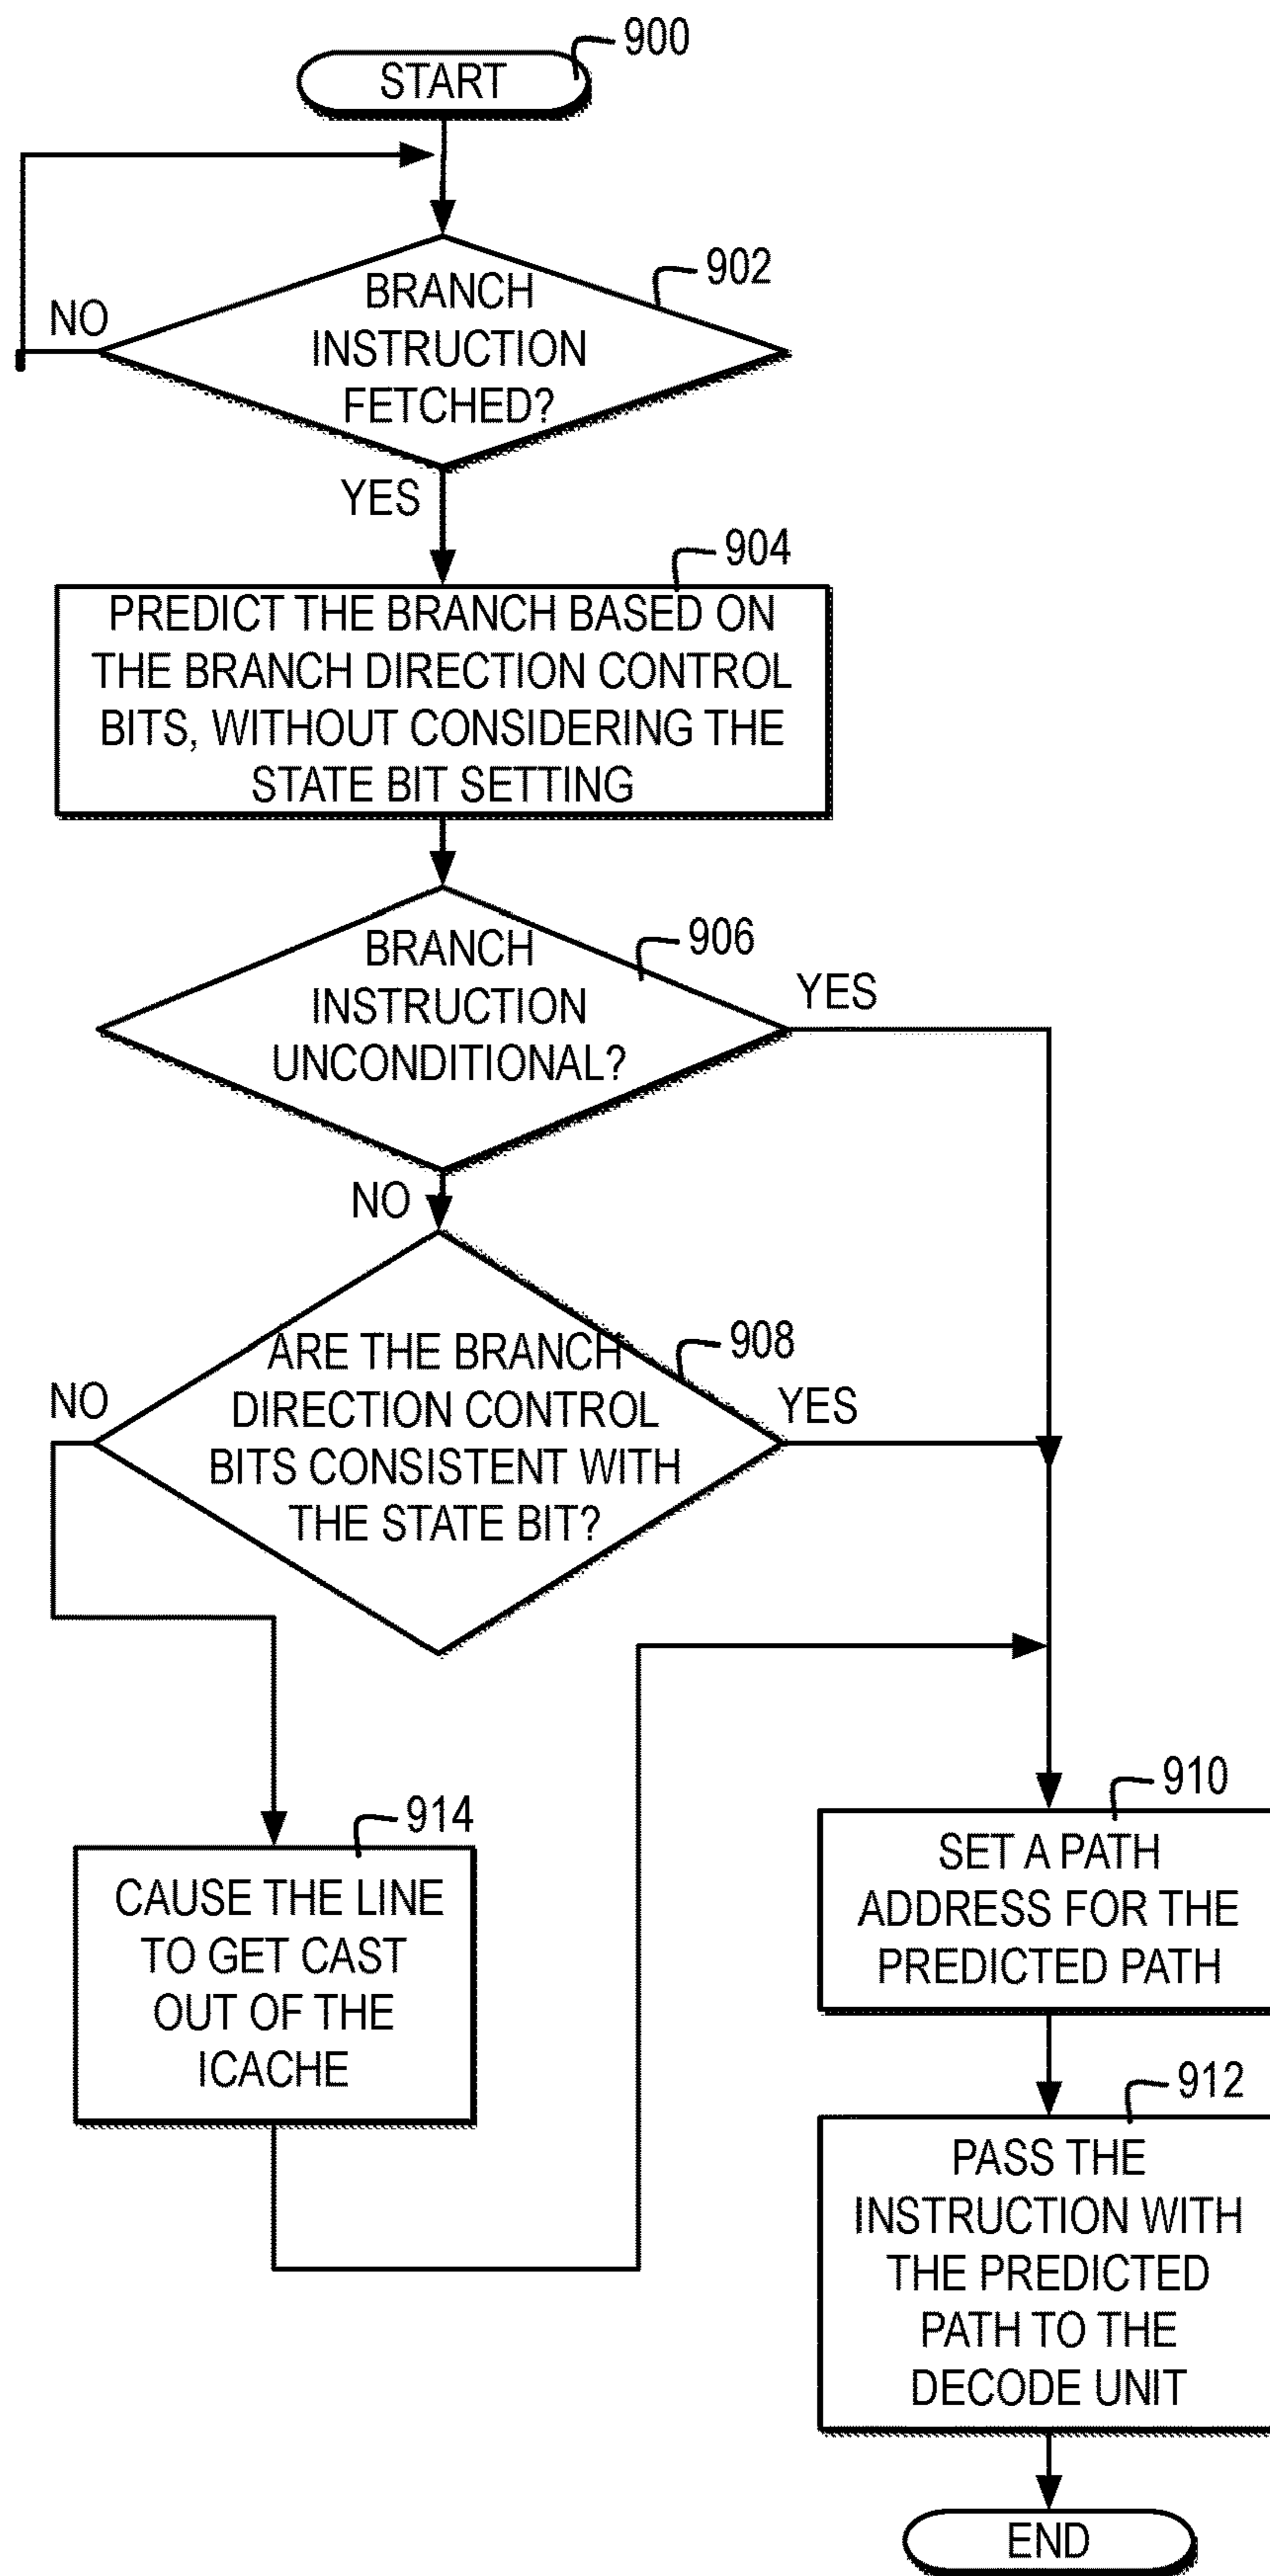 900
START
902
BRANCH
INSTRUCTION
FETCHED?
NO
YES
904
PREDICT THE BRANCH BASED ON
THE BRANCH DIRECTION CONTROL
BITS, WITHOUT CONSIDERING THE
STATE BIT SETTING
906
BRANCH
INSTRUCTION
UNCONDITIONAL?
YES
NO
908
ARE THE BRANCH
DIRECTION CONTROL
BITS CONSISTENT WITH
THE STATE BIT?
NO
YES
914
CAUSE THE LINE
TO GET CAST
OUT OF THE
ICACHE
910
SET A PATH
ADDRESS FOR THE
PREDICTED PATH
912
PASS THE
INSTRUCTION WITH
THE PREDICTED
PATH TO THE
DECODE UNIT
END